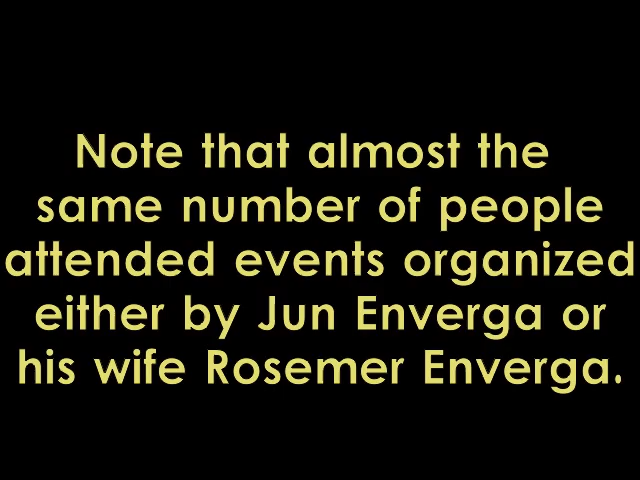 Note that almost the
same number of people
attended events organized
either by Jun Enverga or
his wife Rosemer Enverga.